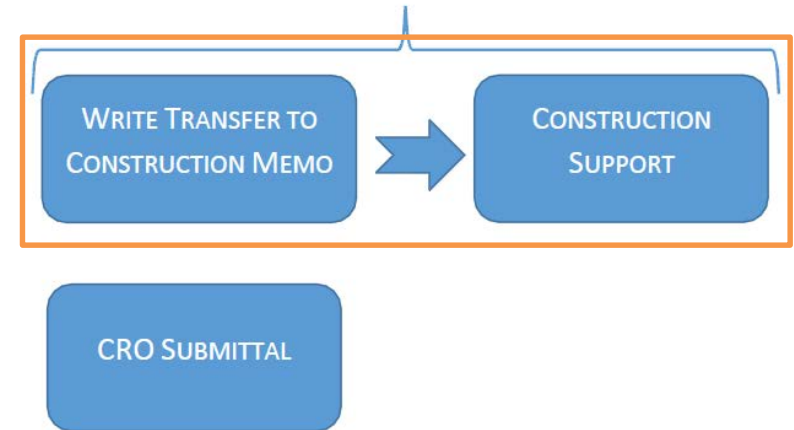 WRITE TRANSFER TO
CONSTRUCTION MEMO
CONSTRUCTION
SUPPORT
CRO SUBMITTAL